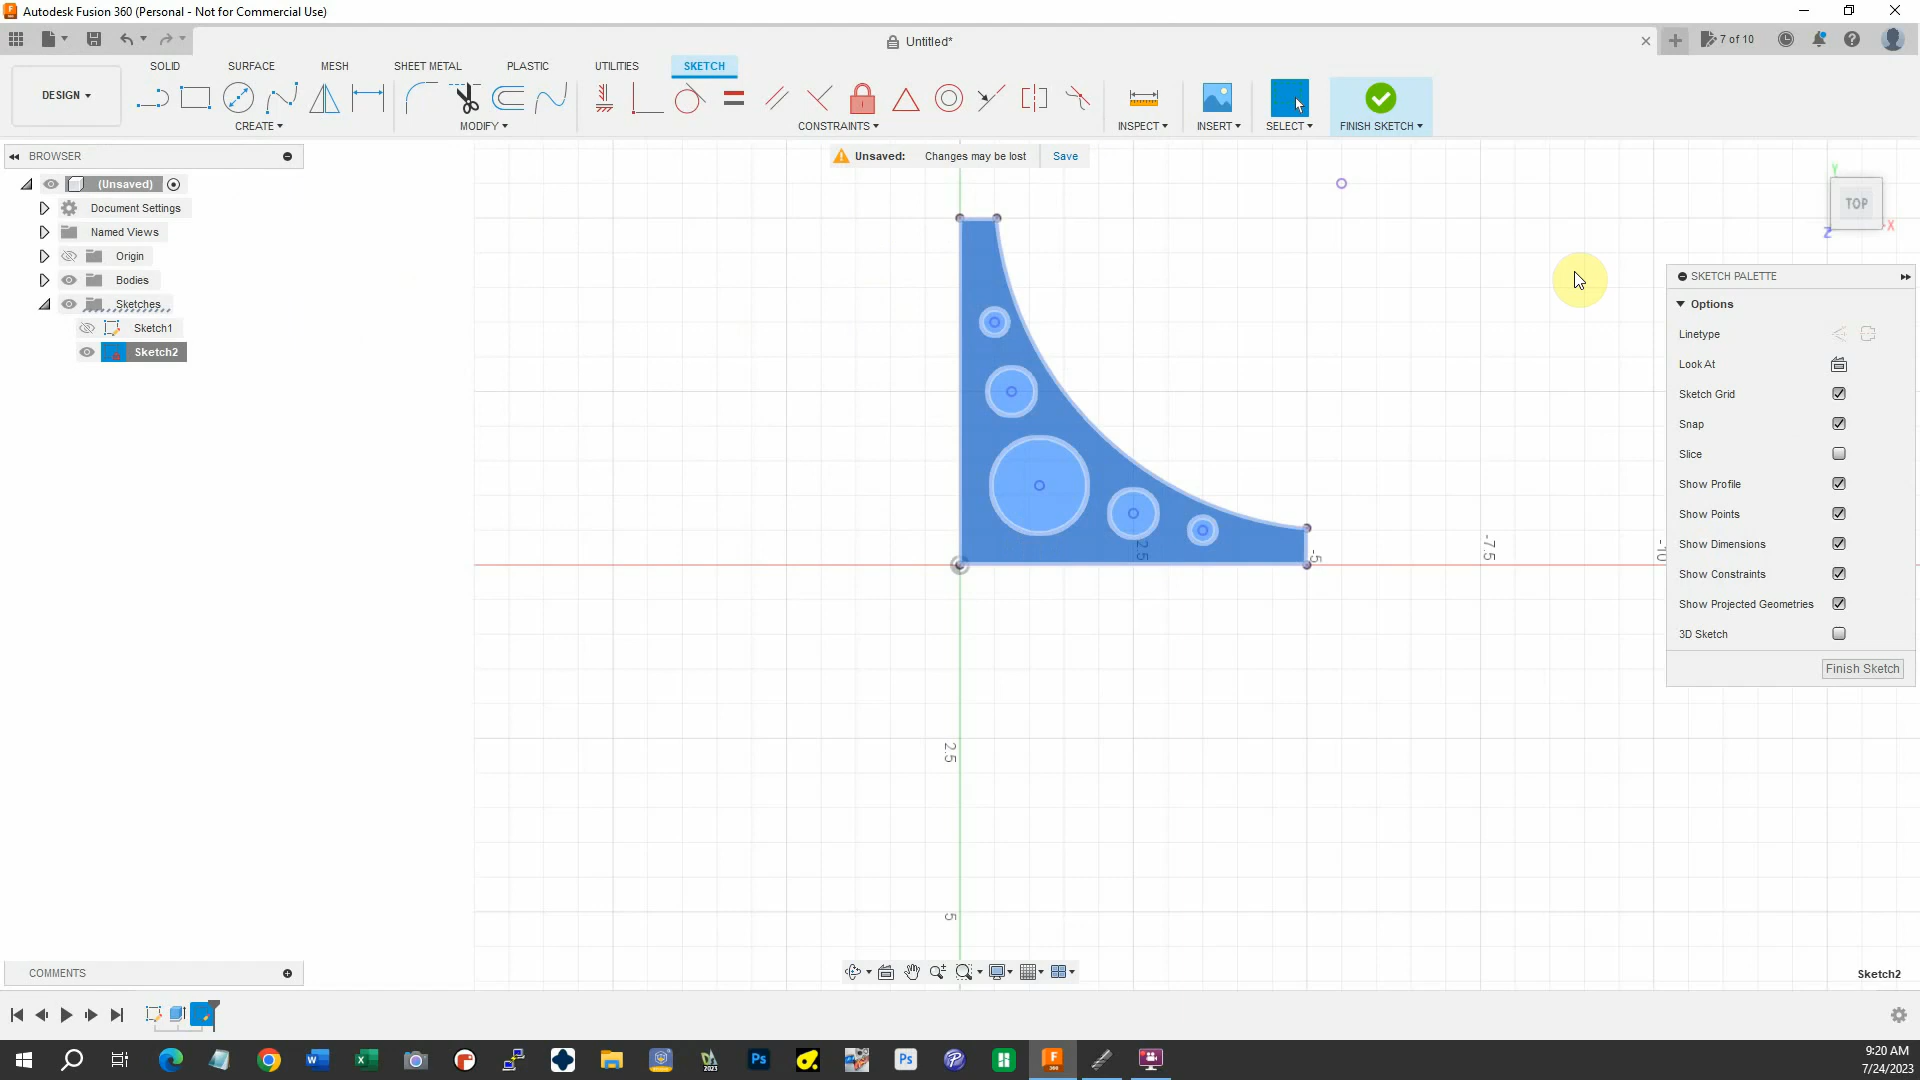 Autodesk Fusion 360 (Personal - Not for Commercial Use)
Untitled*
7 of 10
SOLID SURFACE MESH SHEET METAL PLASTIC UTILITIES SKETCH
DESIGN
CREATE MODIFY CONSTRAINTS INSPECT INSERT SELECT FINISH SKETCH
BROWSER
Unsaved: Changes may be lost Save
(Unsaved)
Document Settings
Named Views
Origin
Bodies
Sketches
Sketch1
Sketch2
Y
TOP
X
Z
SKETCH PALETTE
Options
Linetype
Look At
Sketch Grid
Snap
Slice
Show Profile
Show Points
Show Dimensions
Show Constraints
Show Projected Geometries
3D Sketch
Finish Sketch
-5
-7.5
-10
2.5
5
COMMENTS
Sketch2
9:20 AM
7/24/2023